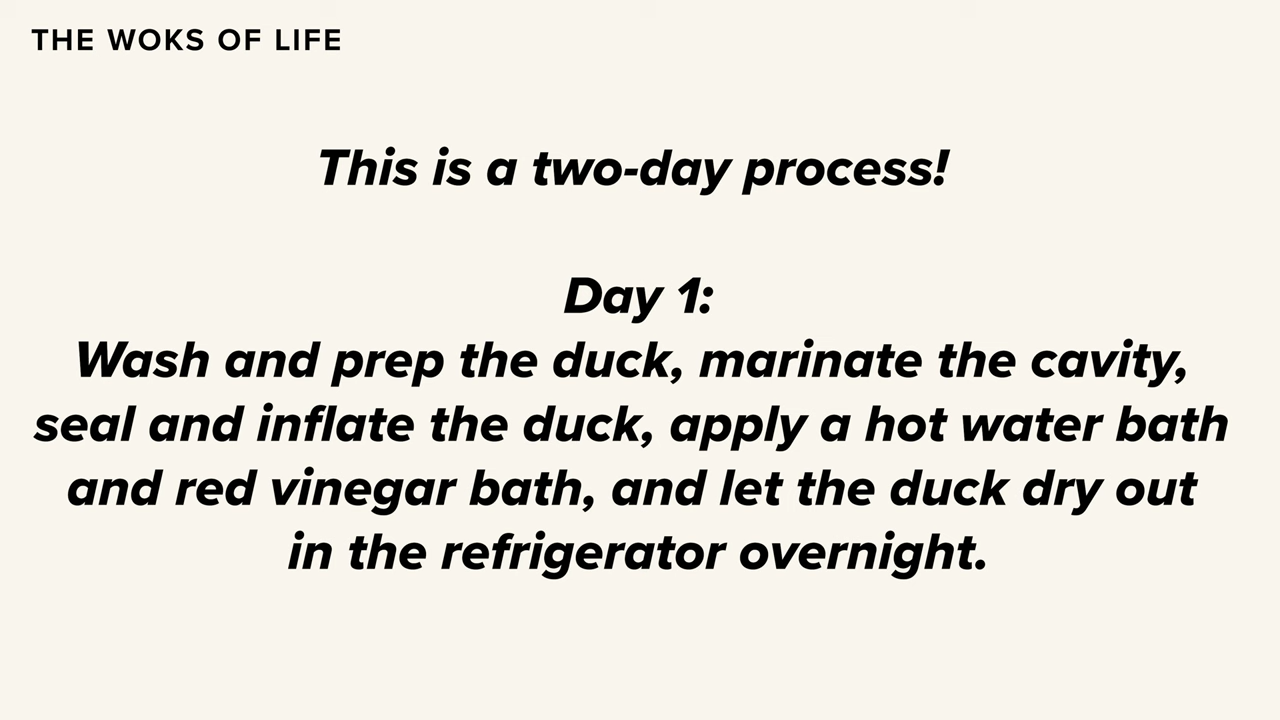 THE WOKS OF LIFE
This is a two-day process!
Day 1:
Wash and prep the duck, marinate the cavity,
seal and inflate the duck, apply a hot water bath
and red vinegar bath, and let the duck dry out
in the refrigerator overnight.